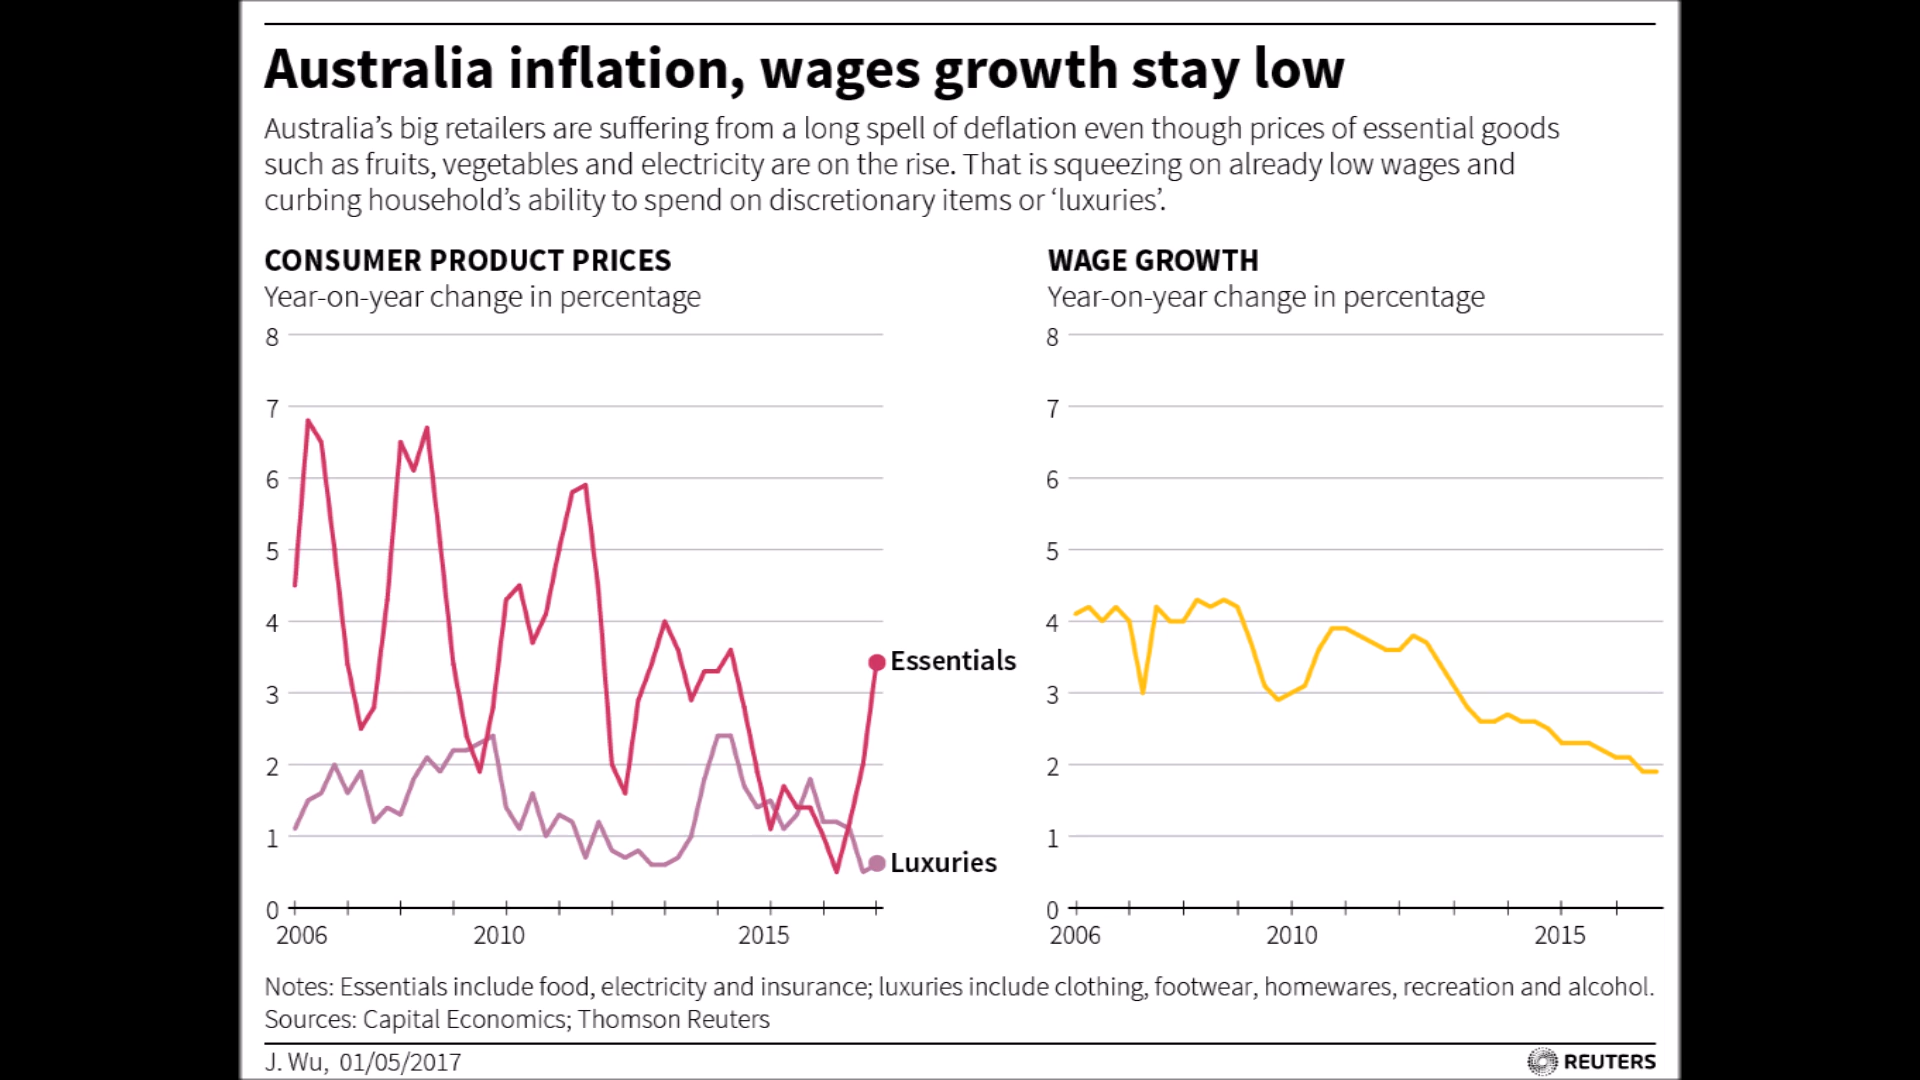 Australia inflation, wages growth stay low
Australia’s big retailers are suffering from a long spell of deflation even though prices of essential goods
such as fruits, vegetables and electricity are on the rise. That is squeezing on already low wages and
curbing household’s ability to spend on discretionary items or ‘luxuries’.
CONSUMER PRODUCT PRICES
Year-on-year change in percentage
8
7
6
5
4
3
2
1
0
Essentials
Luxuries
2006 2010 2015
WAGE GROWTH
Year-on-year change in percentage
8
7
6
5
4
3
2
1
0
2006 2010 2015
Notes: Essentials include food, electricity and insurance; luxuries include clothing, footwear, homewares, recreation and alcohol.
Sources: Capital Economics; Thomson Reuters
J. Wu, 01/05/2017
REUTERS